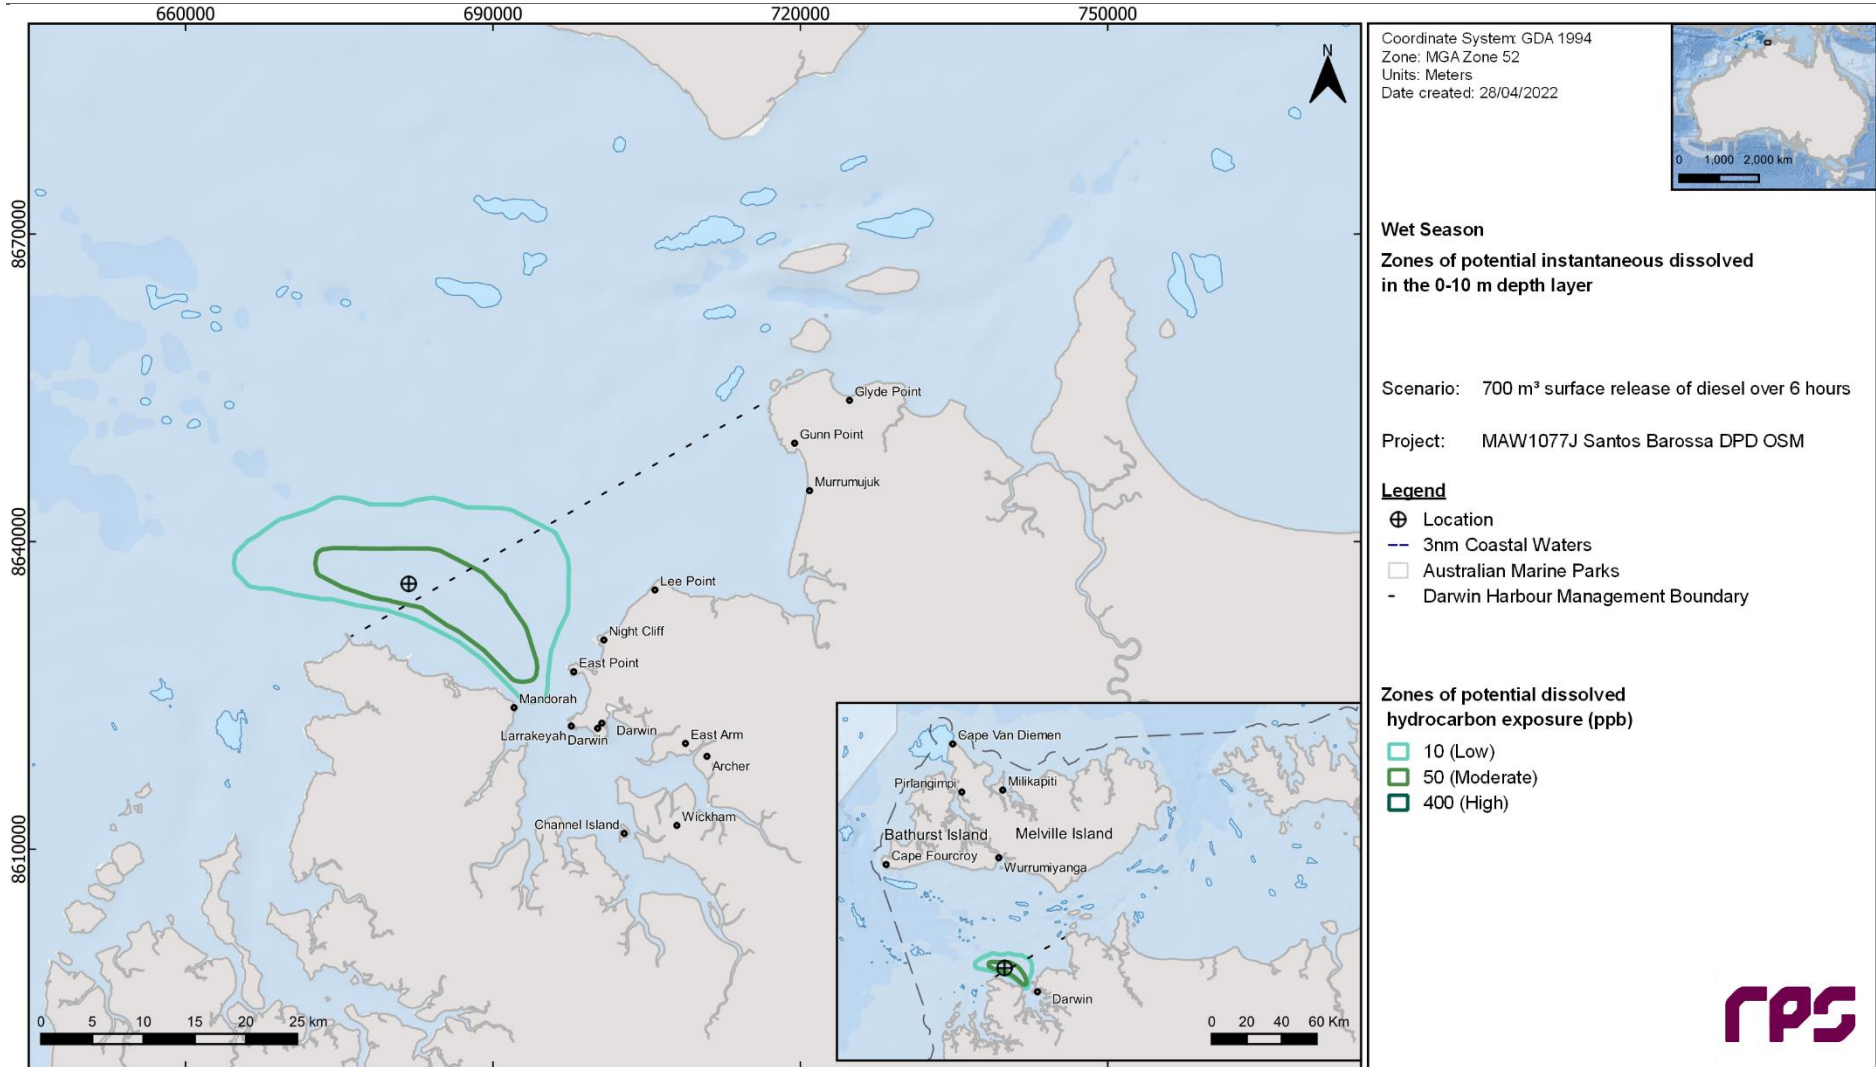 660000
690000
720000
750000
8670000
8640000
8610000
N
Glyde Point
Gunn Point
Murrumujuk
Lee Point
Night Cliff
East Point
Mandorah
Larrakeyah
Darwin
Darwin
East Arm
Archer
Channel Island
Wickham
0 5 10 15 20 25 km
Cape Van Diemen
Pirlangimpi
Milikapiti
Bathurst Island
Melville Island
Cape Fourcroy
Wurrumiyanga
Darwin
0 20 40 60 Km
Coordinate System: GDA 1994
Zone: MGA Zone 52
Units: Meters
Date created: 28/04/2022
0 1,000 2,000 km
Wet Season
Zones of potential instantaneous dissolved
in the 0-10 m depth layer
Scenario: 700 m³ surface release of diesel over 6 hours
Project: MAW1077J Santos Barossa DPD OSM
Legend
Location
3nm Coastal Waters
Australian Marine Parks
Darwin Harbour Management Boundary
Zones of potential dissolved
hydrocarbon exposure (ppb)
10 (Low)
50 (Moderate)
400 (High)
rps